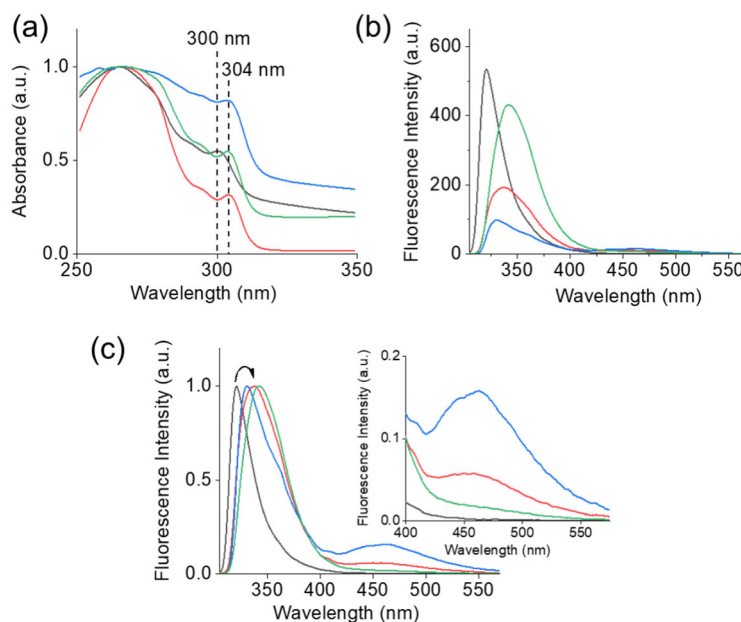 (a)
300 nm
304 nm
Absorbance (a.u.)
1.0
0.5
0.0
250
300
350
Wavelength (nm)
(b)
Fluorescence Intensity (a.u.)
600
400
200
0
350
400
450
500
550
Wavelength (nm)
(c)
Fluorescence Intensity (a.u.)
1.0
0.5
0.0
350
400
450
500
550
Wavelength (nm)
Fluorescence Intensity (a.u.)
0.2
0.1
0.0
400
450
500
550
Wavelength (nm)